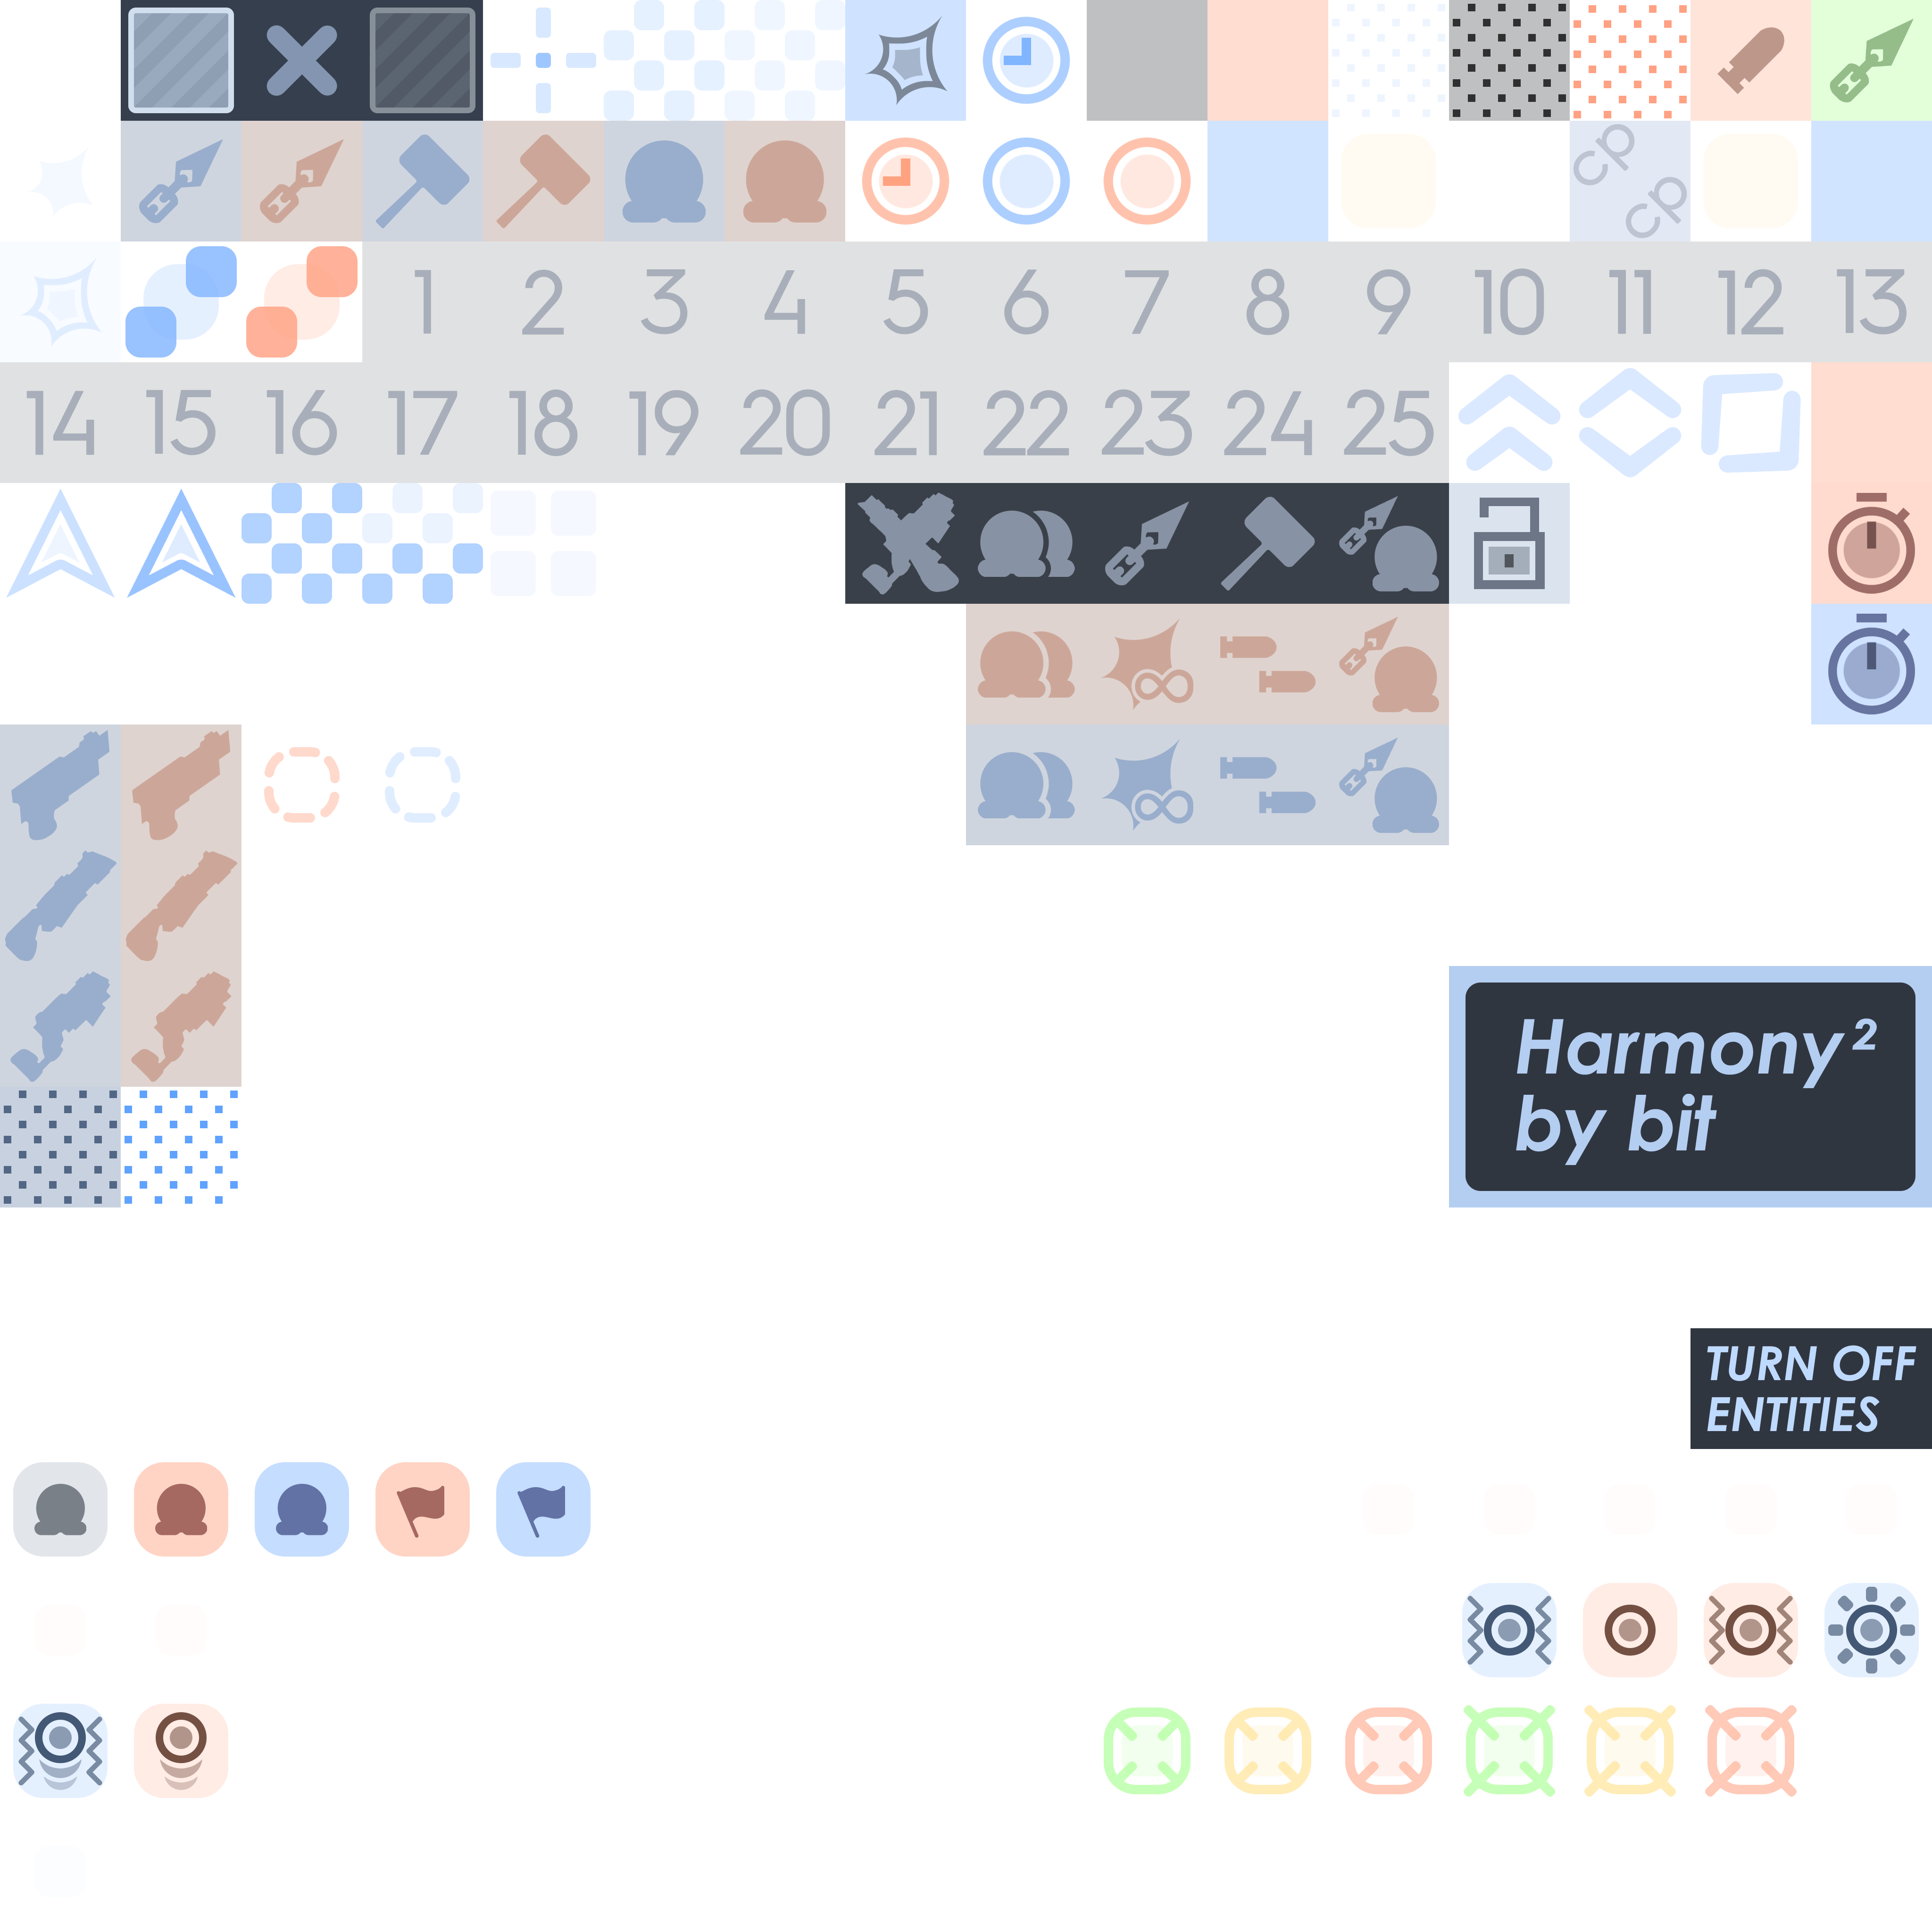 cp
cp
1 2 3 4 5 6 7 8 9 10 11 12 13
14 15 16 17 18 19 20 21 22 23 24 25
Harmony²
by bit
TURN OFF
ENTITIES